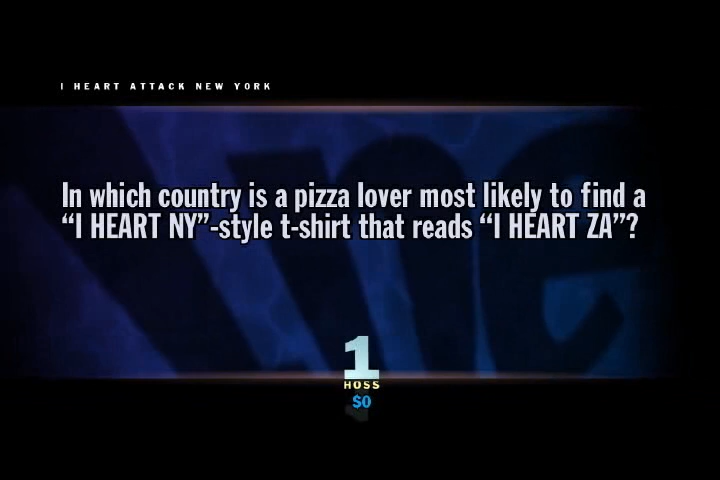 I HEART ATTACK NEW YORK
In which country is a pizza lover most likely to find a
“I HEART NY”-style t-shirt that reads “I HEART ZA”?
1
HOSS
$0